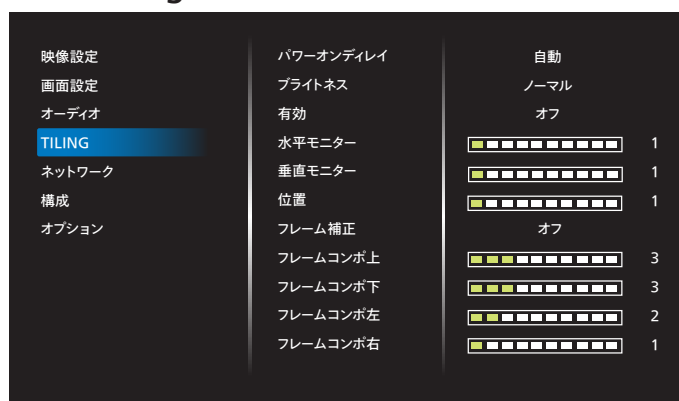 映像設定
画面設定
オーディオ
TILING
ネットワーク
構成
オプション
パワーオンディレイ 自動
ブライトネス ノーマル
有効 オフ
水平モニター 1
垂直モニター 1
位置 1
フレーム補正 オフ
フレームコンポ上 3
フレームコンポ下 3
フレームコンポ左 2
フレームコンポ右 1